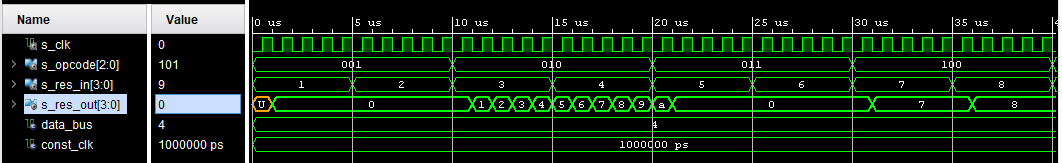 Name Value 0 us 5 us 10 us 15 us 20 us 25 us 30 us 35 us 4
s_clk 0
s_opcode[2:0] 101 001 010 011 100
s_res_in[3:0] 9 1 2 3 4 5 6 7 8
s_res_out[3:0] 0 U 0 1 2 3 4 5 6 7 8 9 a 0 7 8
data_bus 4 4
const_clk 1000000 ps 1000000 ps